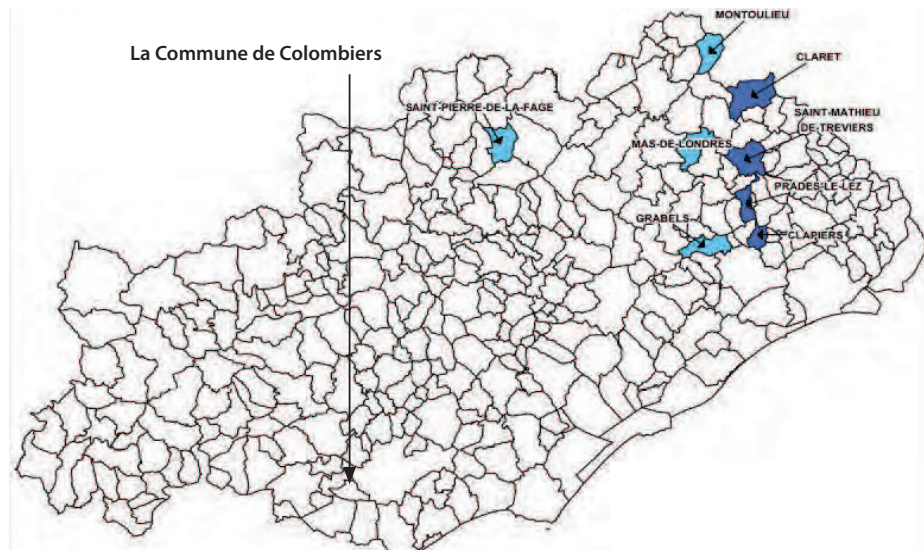 MONTOULIEU
La Commune de Colombiers
CLARET
SAINT-PIERRE-DE-LA-FAGE
SAINT-MATHIEU
DE-TREVIERS
MAS-DE-LONDRES
PRADES-LE-LEZ
GRABELS
CLAPIERS